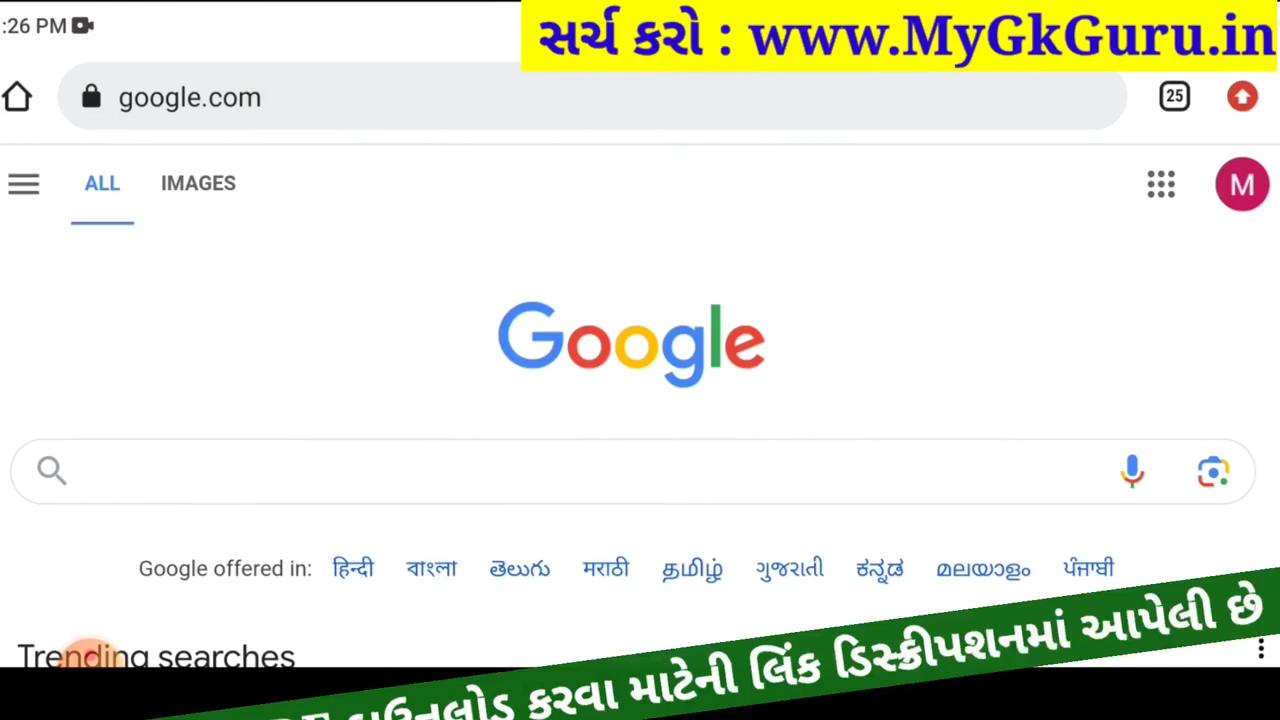 :26 PM
સર્ચ કરો : www.MyGkGuru.in
google.com
25
ALL IMAGES
M
Google
Google offered in: हिन्दी বাংলা తెలుగు मराठी தமிழ் ગુજરાતી ಕನ್ನಡ മലയാളം ਪੰਜਾਬੀ
Trending searches
કરવા માટેની લિંક ડિસ્ક્રીપશનમાં આપેલી છે